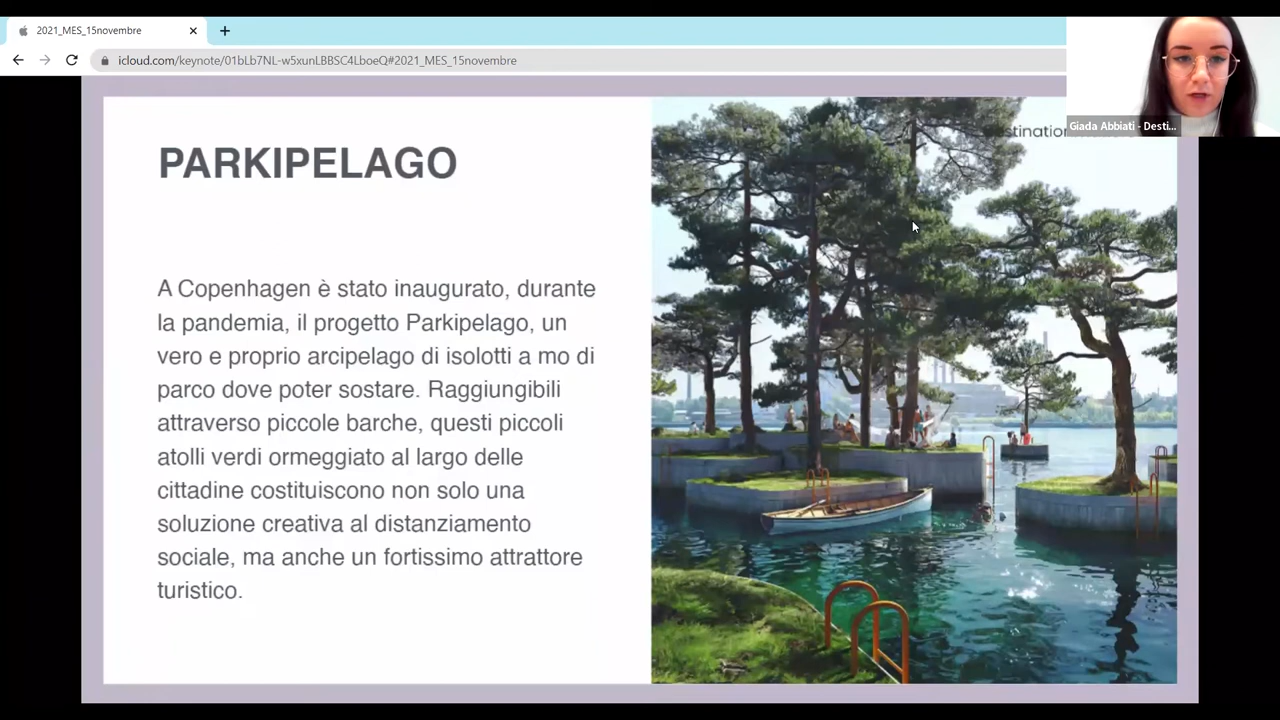 2021_MES_15novembre
icloud.com/keynote/01bLb7NL-w5xunLBBSC4LboeQ#2021_MES_15novembre
Giada Abbiati - Desti...
stination
PARKIPELAGO
A Copenhagen è stato inaugurato, durante
la pandemia, il progetto Parkipelago, un
vero e proprio arcipelago di isolotti a mo di
parco dove poter sostare. Raggiungibili
attraverso piccole barche, questi piccoli
atolli verdi ormeggiato al largo delle
cittadine costituiscono non solo una
soluzione creativa al distanziamento
sociale, ma anche un fortissimo attrattore
turistico.